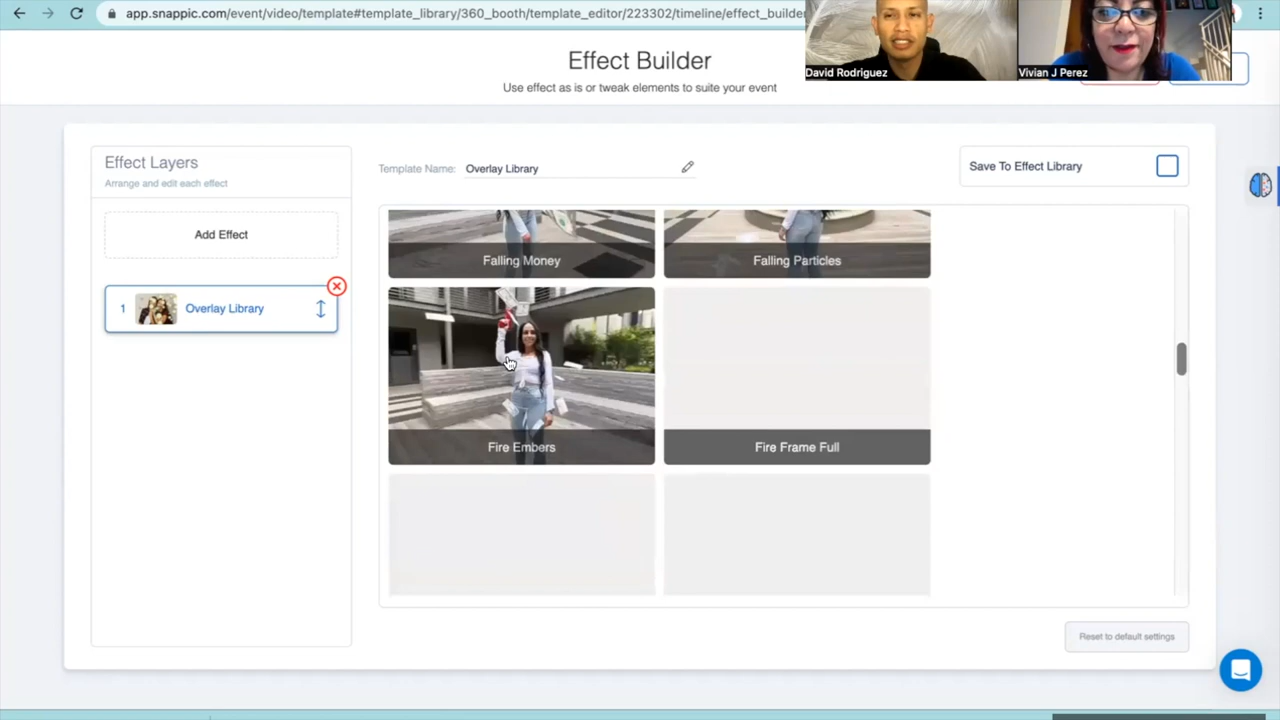 app.snappic.com/event/video/template#template_library/360_booth/template_editor/223302/timeline/effect_builder
David Rodriguez
Vivian J Perez
Effect Builder
Use effect as is or tweak elements to suite your event
Effect Layers
Arrange and edit each effect
Add Effect
1 Overlay Library
Template Name: Overlay Library
Save To Effect Library
Falling Money
Falling Particles
Fire Embers
Fire Frame Full
Reset to default settings